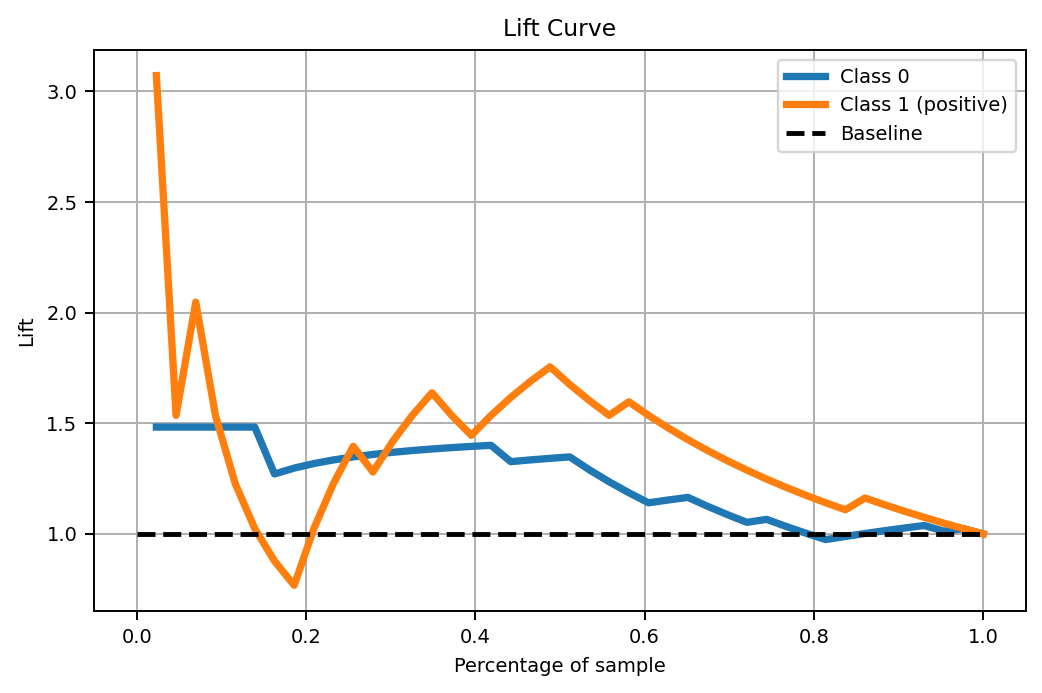 Lift Curve
Class 0
Class 1 (positive)
Baseline
3.0
2.5
2.0
1.5
1.0
Lift
0.0 0.2 0.4 0.6 0.8 1.0
Percentage of sample